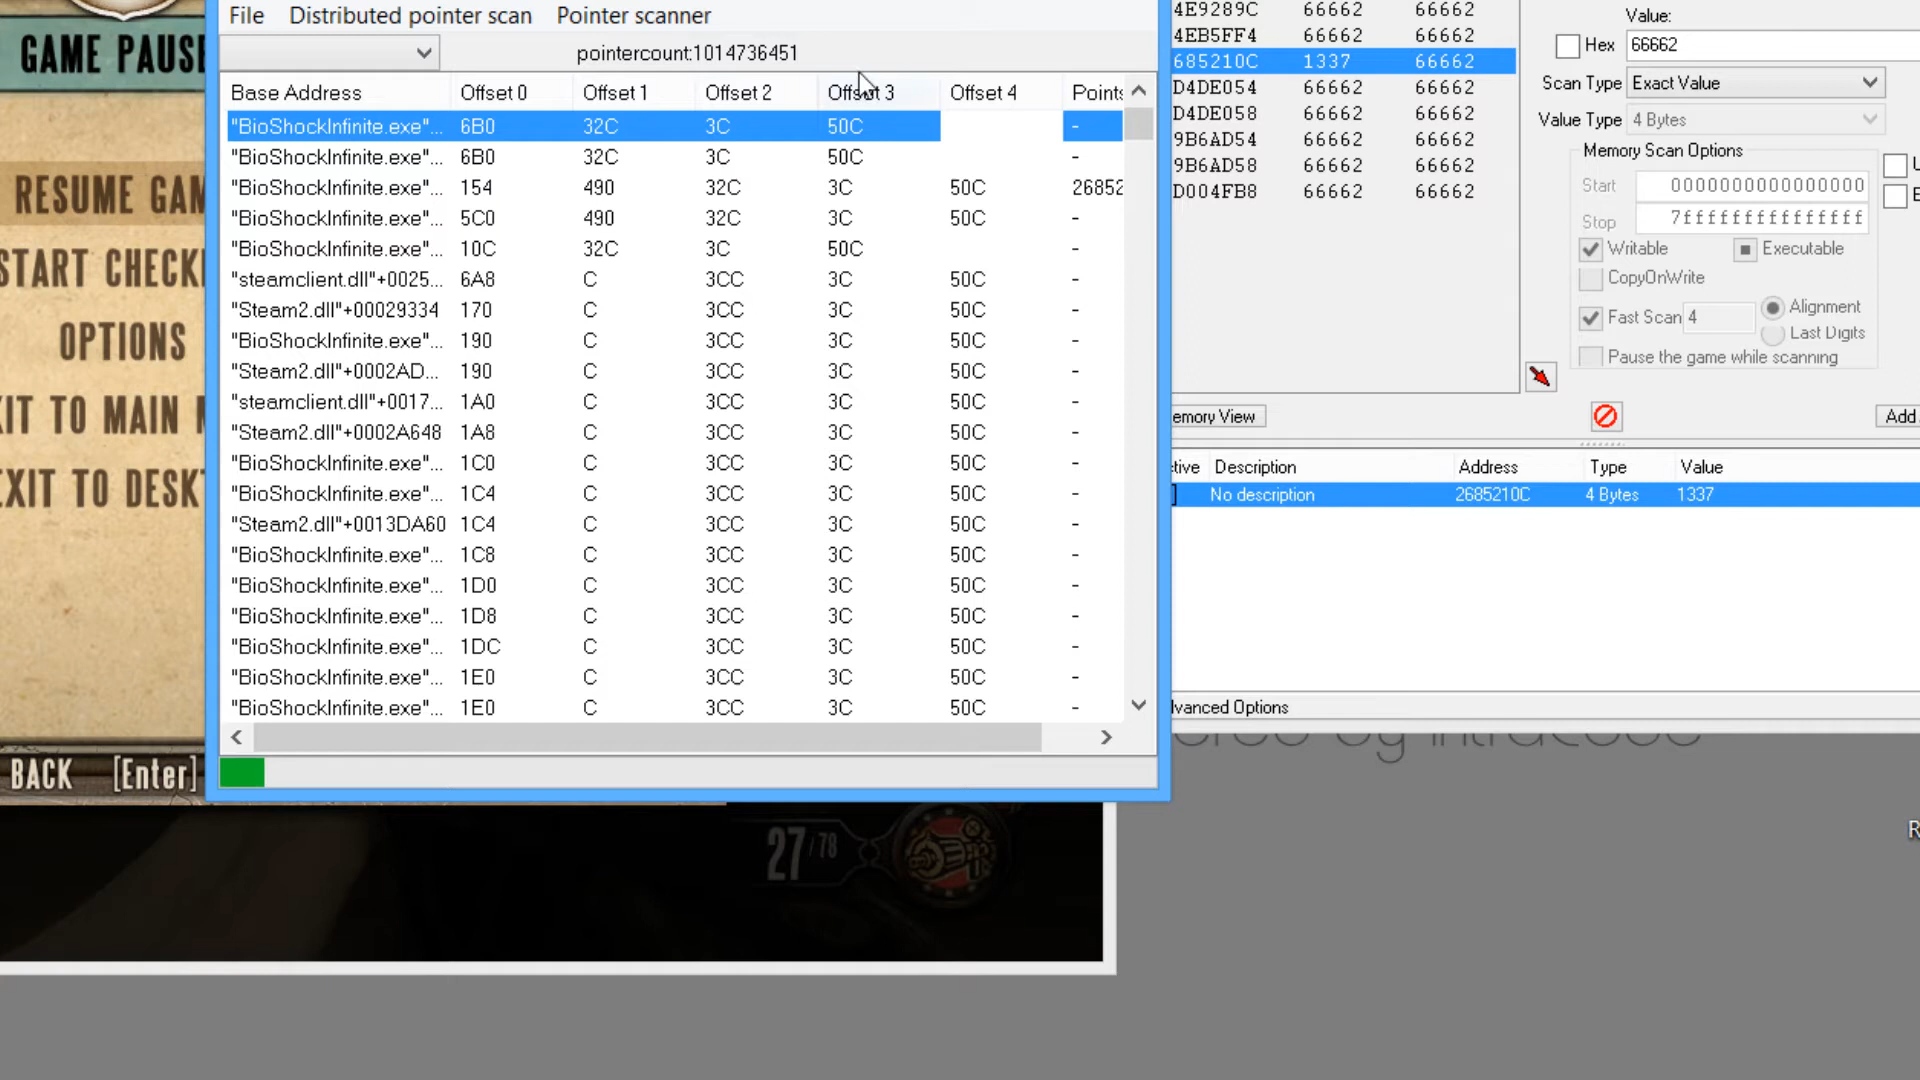 GAME PAUSE
RESUME GAM
START CHECK
OPTIONS
XIT TO MAIN M
EXIT TO DESKT
BACK [Enter]
27/78
File Distributed pointer scan Pointer scanner
pointercount:1014736451
Base Address Offset 0 Offset 1 Offset 2 Offset 3 Offset 4 Points
"BioShockInfinite.exe"... 6B0 32C 3C 50C -
"BioShockInfinite.exe"... 6B0 32C 3C 50C -
"BioShockInfinite.exe"... 154 490 32C 3C 50C 26852
"BioShockInfinite.exe"... 5C0 490 32C 3C 50C -
"BioShockInfinite.exe"... 10C 32C 3C 50C -
"steamclient.dll"+0025... 6A8 C 3CC 3C 50C -
"Steam2.dll"+00029334 170 C 3CC 3C 50C -
"BioShockInfinite.exe"... 190 C 3CC 3C 50C -
"Steam2.dll"+0002AD... 190 C 3CC 3C 50C -
"steamclient.dll"+0017... 1A0 C 3CC 3C 50C -
"Steam2.dll"+0002A648 1A8 C 3CC 3C 50C -
"BioShockInfinite.exe"... 1C0 C 3CC 3C 50C -
"BioShockInfinite.exe"... 1C4 C 3CC 3C 50C -
"Steam2.dll"+0013DA60 1C4 C 3CC 3C 50C -
"BioShockInfinite.exe"... 1C8 C 3CC 3C 50C -
"BioShockInfinite.exe"... 1D0 C 3CC 3C 50C -
"BioShockInfinite.exe"... 1D8 C 3CC 3C 50C -
"BioShockInfinite.exe"... 1DC C 3CC 3C 50C -
"BioShockInfinite.exe"... 1E0 C 3CC 3C 50C -
"BioShockInfinite.exe"... 1E0 C 3CC 3C 50C -
4E9289C 66662 66662
4EB5FF4 66662 66662
685210C 1337 66662
D4DE054 66662 66662
D4DE058 66662 66662
9B6AD54 66662 66662
9B6AD58 66662 66662
D004FB8 66662 66662
Value:
Hex 66662
Scan Type Exact Value
Value Type 4 Bytes
Memory Scan Options
Start 0000000000000000
Stop 7fffffffffffffff
Writable Executable
CopyOnWrite
Fast Scan 4 Alignment
Last Digits
Pause the game while scanning
emory View Add
tive Description Address Type Value
No description 2685210C 4 Bytes 1337
dvanced Options